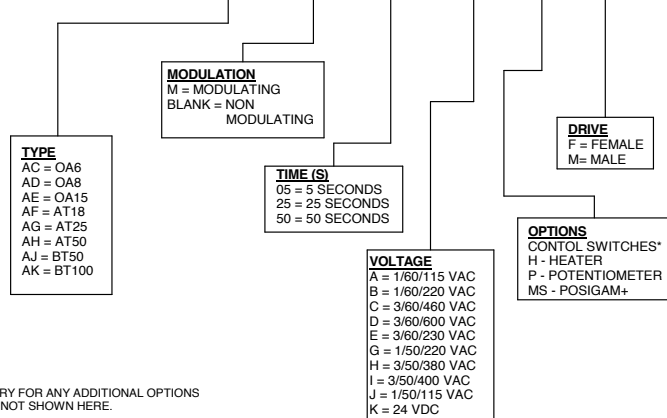 MODULATION
M = MODULATING
BLANK = NON
MODULATING
TYPE
AC = OA6
AD = OA8
AE = OA15
AF = AT18
AG = AT25
AH = AT50
AJ = BT50
AK = BT100
TIME (S)
05 = 5 SECONDS
25 = 25 SECONDS
50 = 50 SECONDS
DRIVE
F = FEMALE
M= MALE
OPTIONS
CONTOL SWITCHES*
H - HEATER
P - POTENTIOMETER
MS - POSIGAM+
VOLTAGE
A = 1/60/115 VAC
B = 1/60/220 VAC
C = 3/60/460 VAC
D = 3/60/600 VAC
E = 3/60/230 VAC
G = 1/50/220 VAC
H = 3/50/380 VAC
I = 3/50/400 VAC
J = 1/50/115 VAC
K = 24 VDC
RY FOR ANY ADDITIONAL OPTIONS
NOT SHOWN HERE.